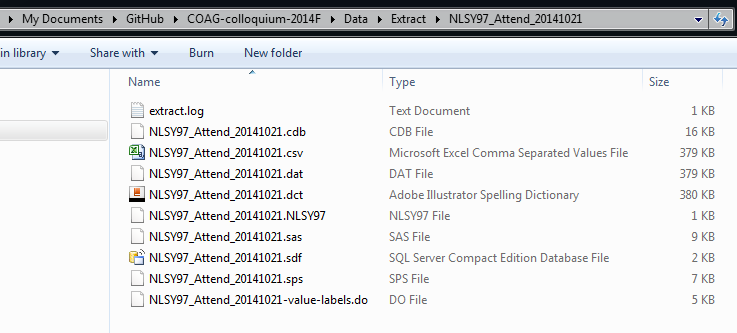 My Documents GitHub COAG-colloquium-2014F Data Extract NLSY97_Attend_20141021
in library Share with Burn New folder
Name Type Size
extract.log Text Document 1 KB
NLSY97_Attend_20141021.cdb CDB File 16 KB
NLSY97_Attend_20141021.csv Microsoft Excel Comma Separated Values File 379 KB
NLSY97_Attend_20141021.dat DAT File 379 KB
NLSY97_Attend_20141021.dct Adobe Illustrator Spelling Dictionary 380 KB
NLSY97_Attend_20141021.NLSY97 NLSY97 File 1 KB
NLSY97_Attend_20141021.sas SAS File 9 KB
NLSY97_Attend_20141021.sdf SQL Server Compact Edition Database File 2 KB
NLSY97_Attend_20141021.sps SPS File 7 KB
NLSY97_Attend_20141021-value-labels.do DO File 5 KB